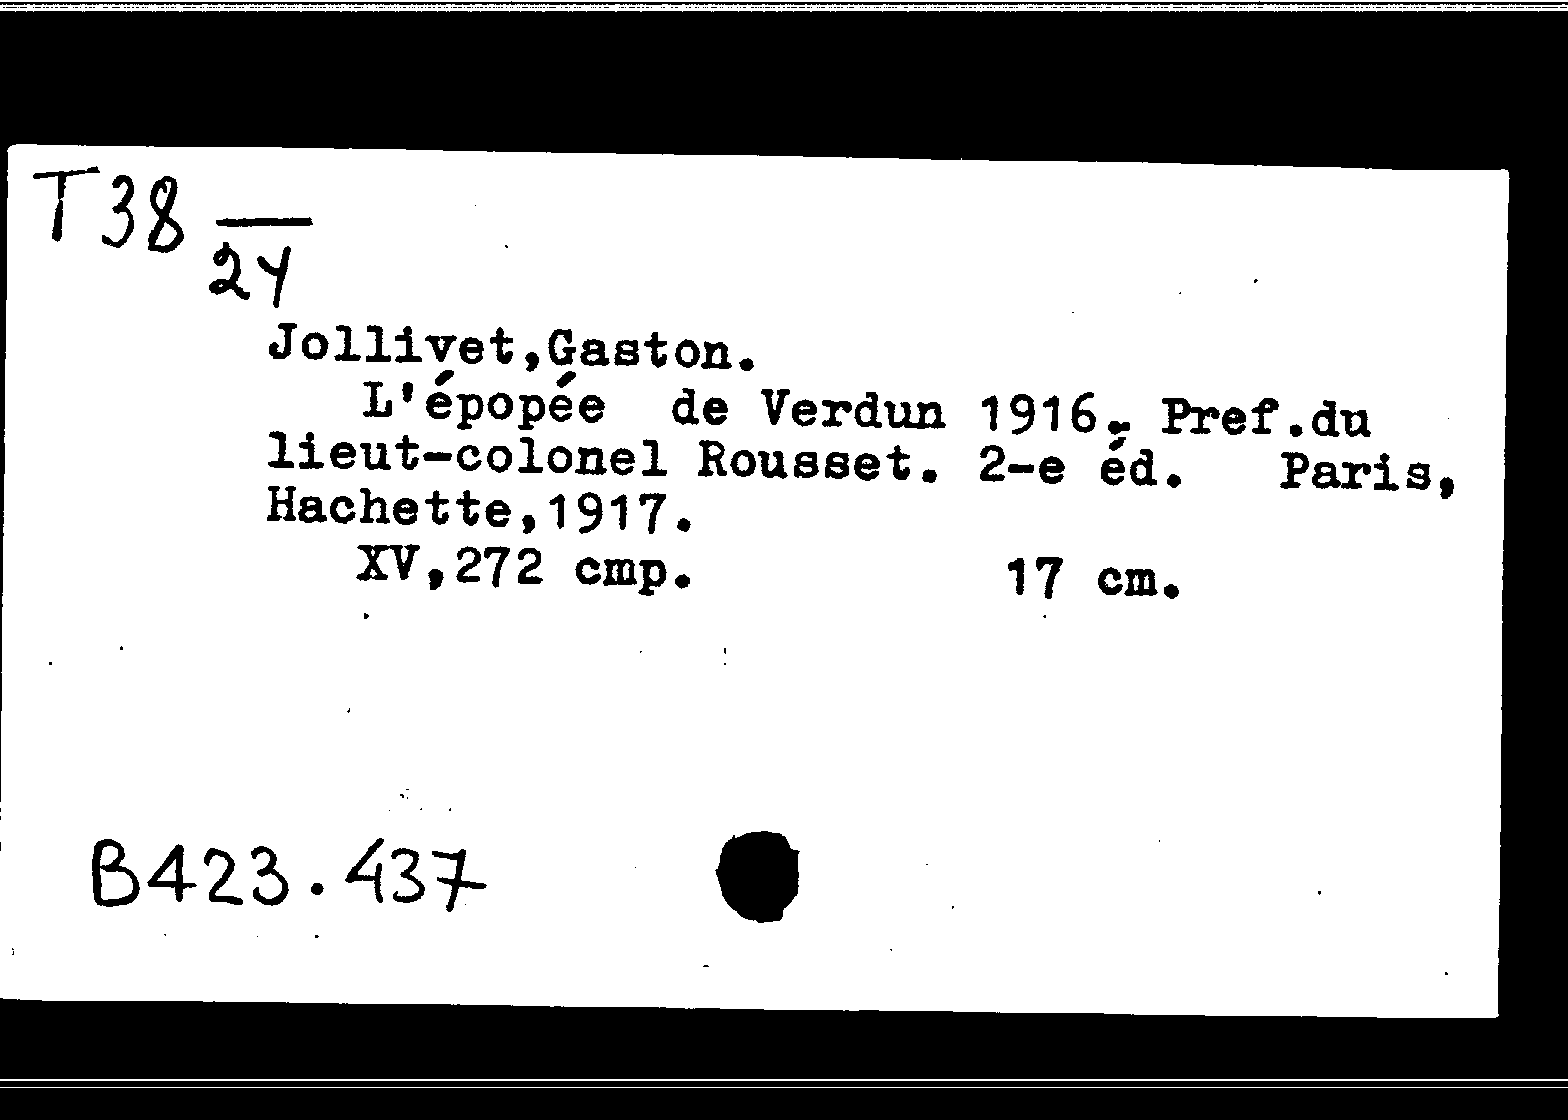 T38
24
Jollivet,Gaston.
L'épopée de Verdun 1916.- Pref.du
lieut-colonel Rousset. 2-e éd. Paris,
Hachette,1917.
XV,272 cmp. 17 cm.
B423.437